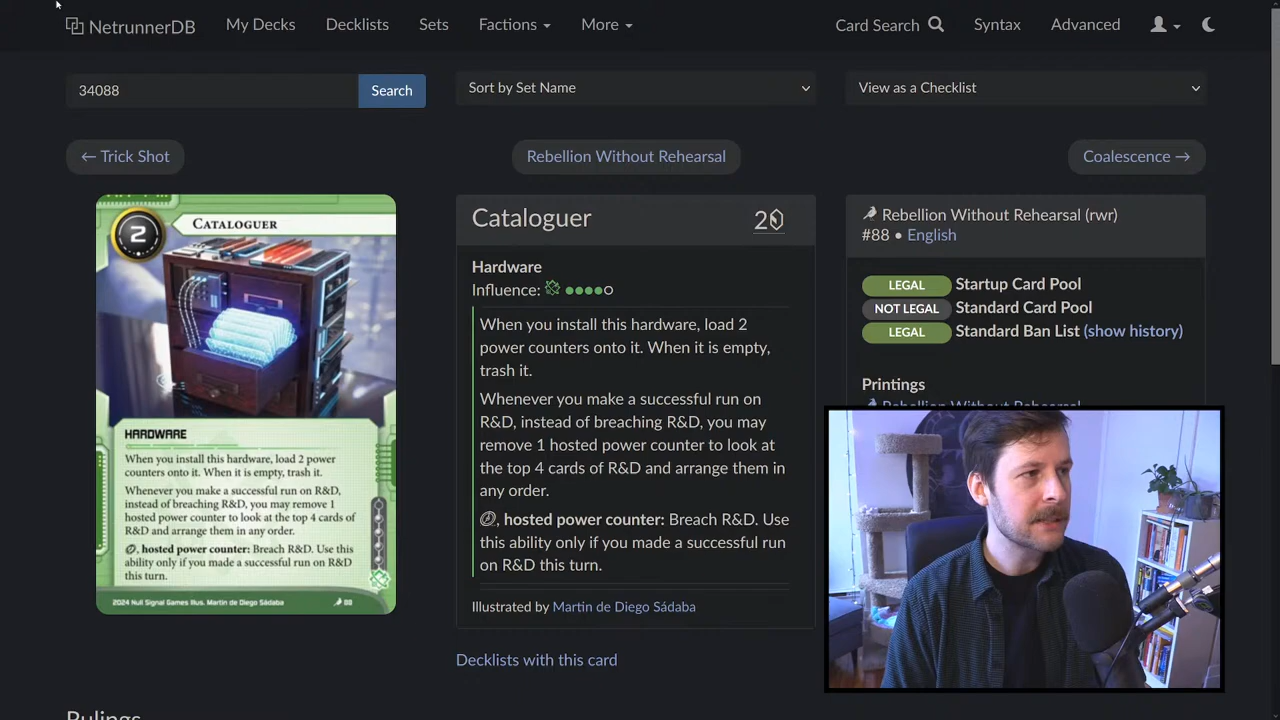 NetrunnerDB My Decks Decklists Sets Factions More Card Search Syntax Advanced
34088 Search Sort by Set Name View as a Checklist
← Trick Shot Rebellion Without Rehearsal Coalescence →
2 CATALOGUER
HARDWARE
When you install this hardware, load 2 power
counters onto it. When it is empty, trash it.
Whenever you make a successful run on R&D,
instead of breaching R&D, you may remove 1
hosted power counter to look at the top 4 cards of
R&D and arrange them in any order.
, hosted power counter: Breach R&D. Use this
ability only if you made a successful run on R&D
this turn.
2024 Null Signal Games Illus. Martin de Diego Sádaba 88
Cataloguer 2
Hardware
Influence: ●●●●○
When you install this hardware, load 2
power counters onto it. When it is empty,
trash it.
Whenever you make a successful run on
R&D, instead of breaching R&D, you may
remove 1 hosted power counter to look at
the top 4 cards of R&D and arrange them in
any order.
, hosted power counter: Breach R&D. Use
this ability only if you made a successful run
on R&D this turn.
Illustrated by Martin de Diego Sádaba
Decklists with this card
Rebellion Without Rehearsal (rwr)
#88 • English
LEGAL Startup Card Pool
NOT LEGAL Standard Card Pool
LEGAL Standard Ban List (show history)
Printings
Rebellion Without Rehearsal
Rulings